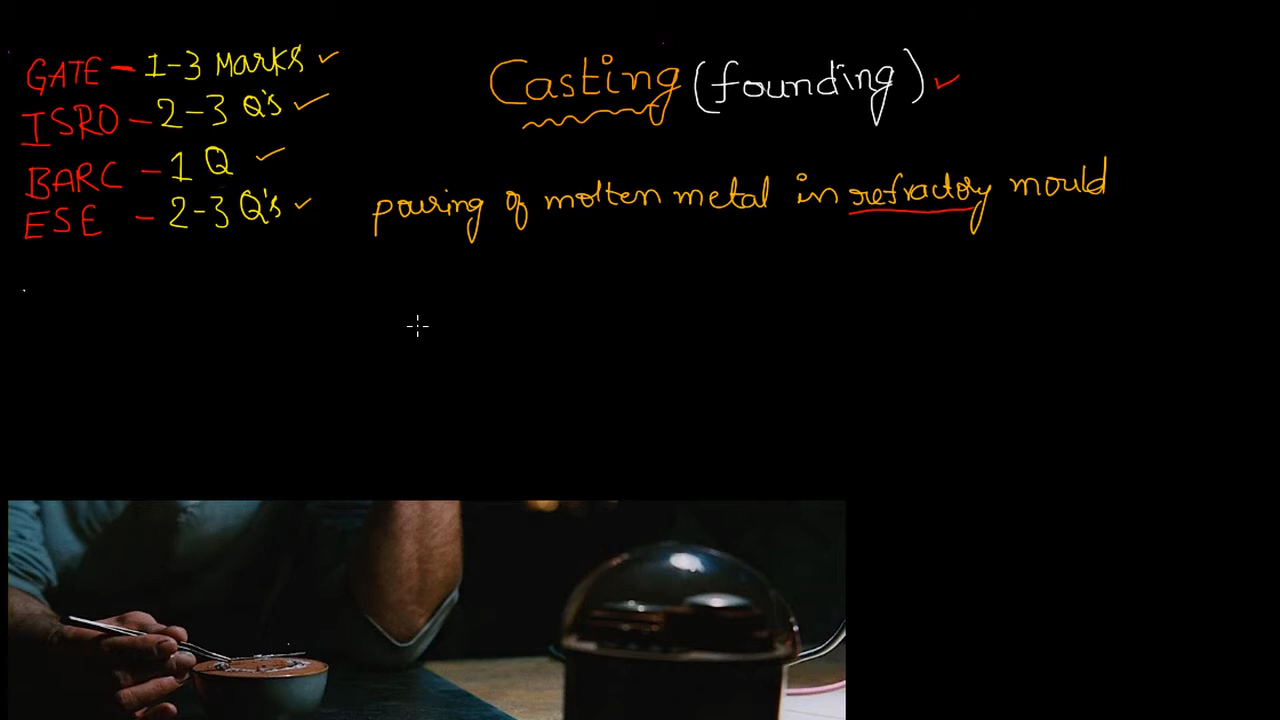 GATE - 1-3 Marks ✓
ISRO - 2-3 Q's ✓
BARC - 1 Q ✓
ESE - 2-3 Q's ✓
Casting (founding) ✓
pouring of molten metal in refractory mould